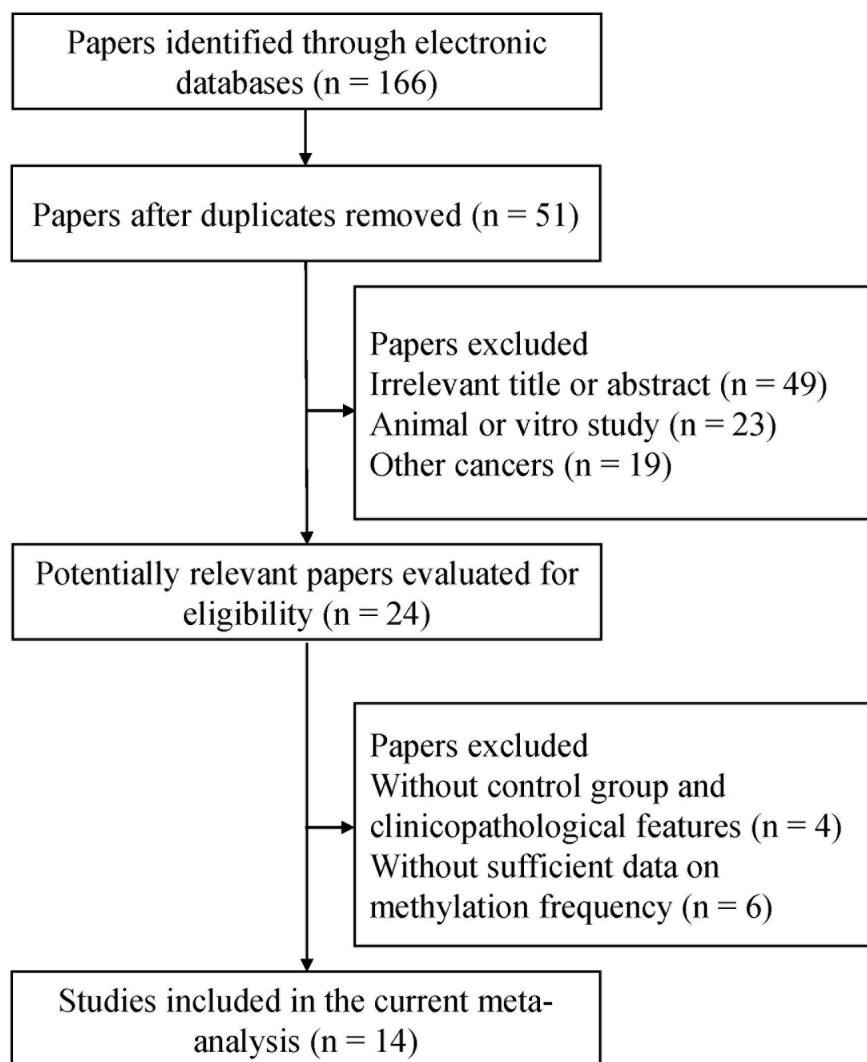 Papers identified through electronic
databases (n = 166)
Papers after duplicates removed (n = 51)
Papers excluded
Irrelevant title or abstract (n = 49)
Animal or vitro study (n = 23)
Other cancers (n = 19)
Potentially relevant papers evaluated for
eligibility (n = 24)
Papers excluded
Without control group and
clinicopathological features (n = 4)
Without sufficient data on
methylation frequency (n = 6)
Studies included in the current meta-
analysis (n = 14)